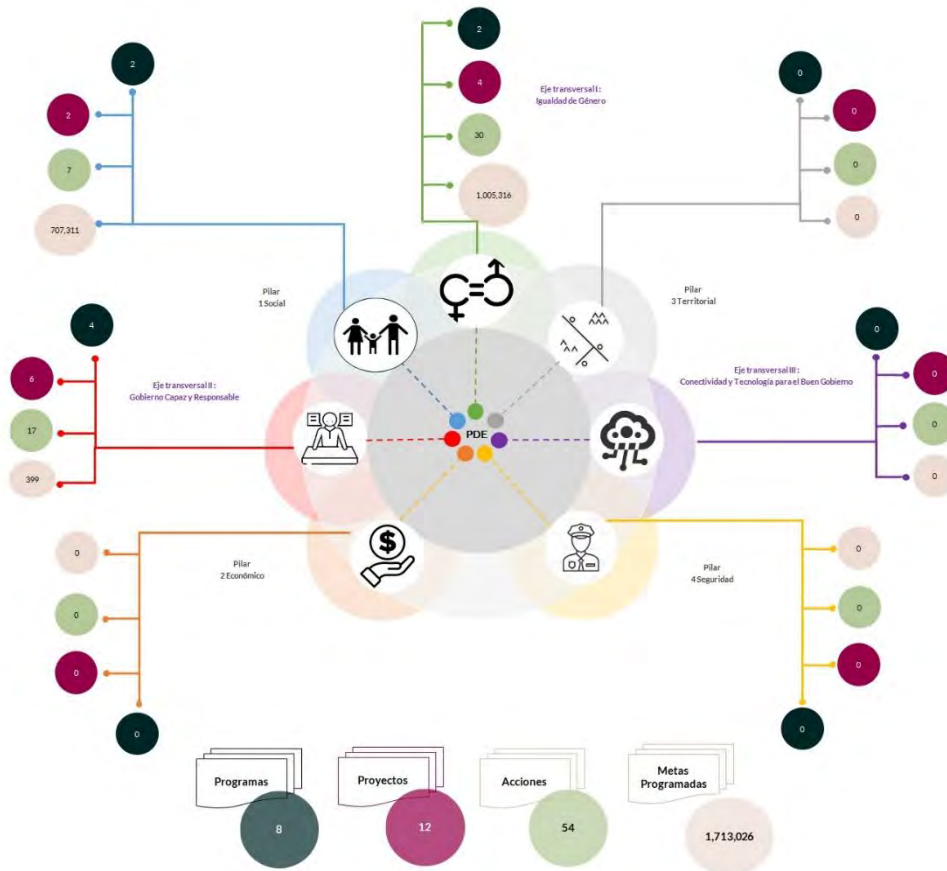 2
2
7
707,311
Pilar
1 Social
2
4
30
1,005,316
Eje transversal I :
Igualdad de Género
0
0
0
0
Pilar
3 Territorial
4
6
17
399
Eje transversal II :
Gobierno Capaz y Responsable
PDE
Eje transversal III :
Conectividad y Tecnología para el Buen Gobierno
0
0
0
0
0
0
0
0
Pilar
2 Económico
$
Pilar
4 Seguridad
0
0
0
0
Programas
8
Proyectos
12
Acciones
54
Metas
Programadas
1,713,026